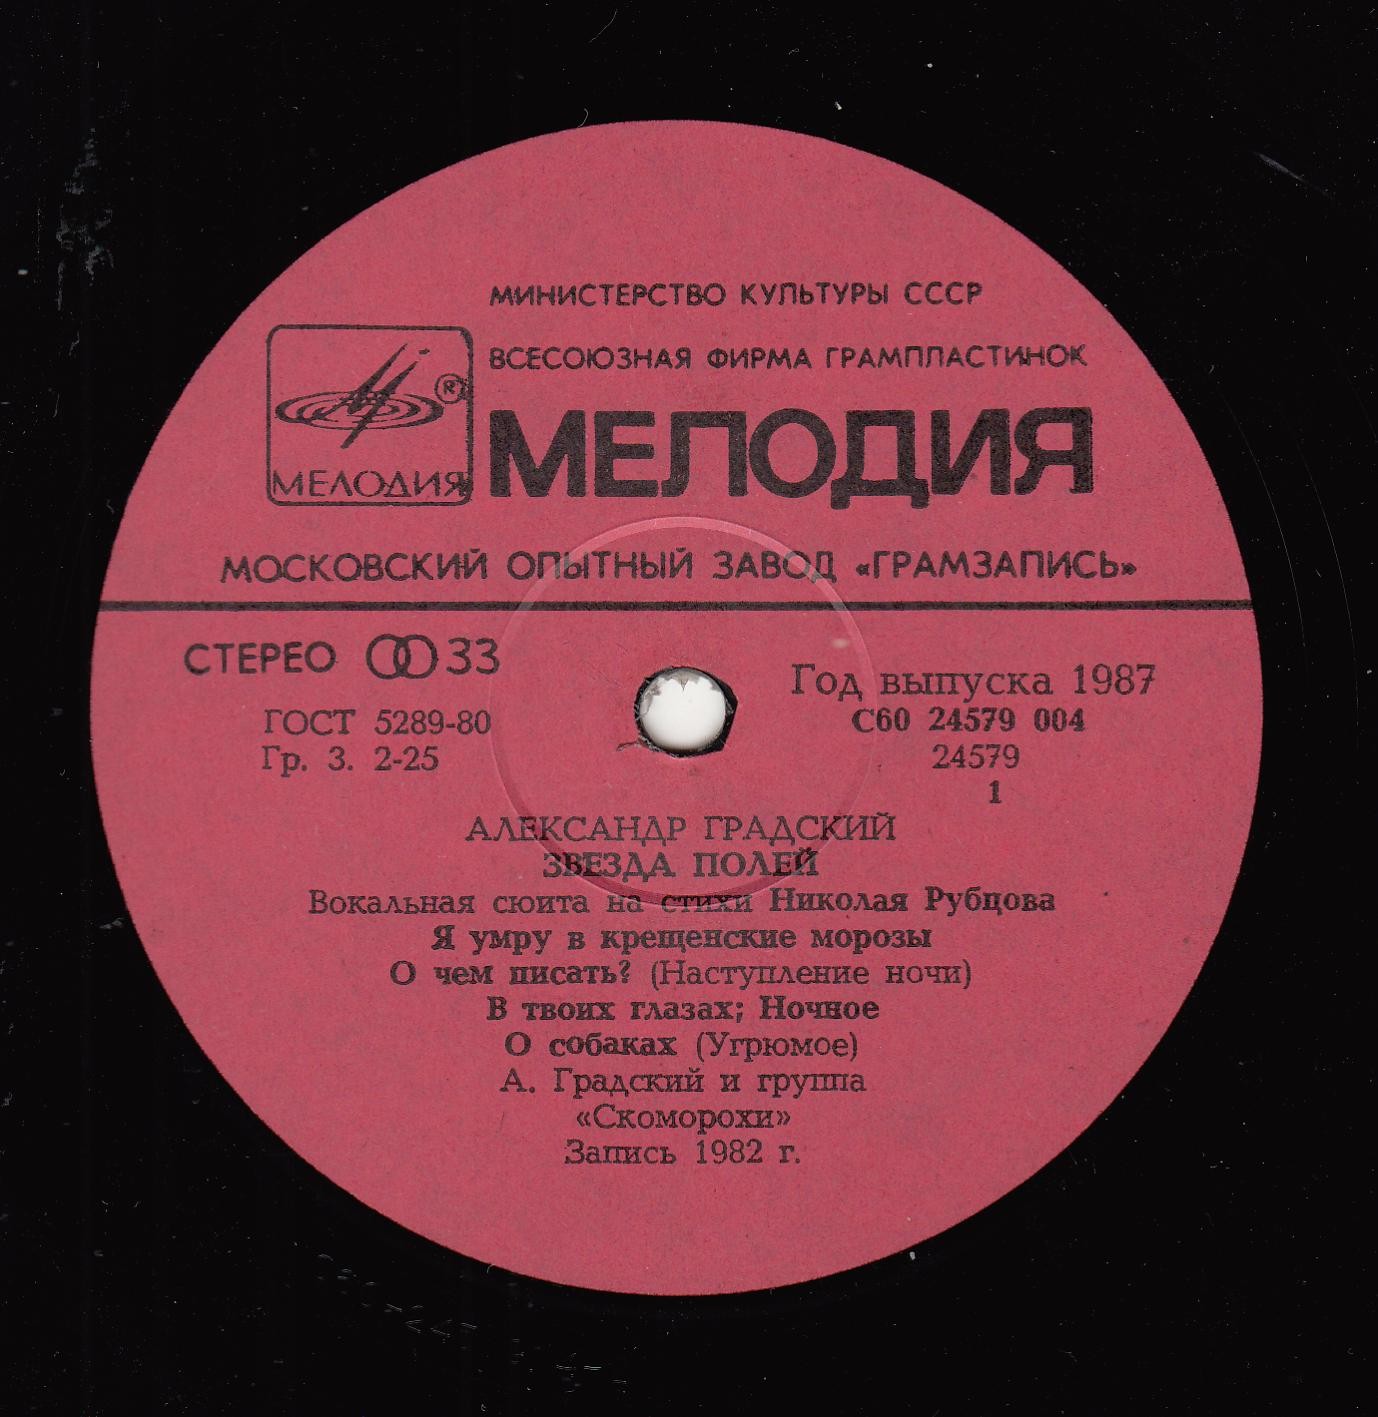 МИНИСТЕРСТВО КУЛЬТУРЫ СССР
ВСЕСОЮЗНАЯ ФИРМА ГРАМПЛАСТИНОК
®
МЕЛОДИЯ
МЕЛОДИЯ
МОСКОВСКИЙ ОПЫТНЫЙ ЗАВОД «ГРАМЗАПИСЬ»
СТЕРЕО 33
Год выпуска 1987
ГОСТ 5289-80
С60 24579 004
Гр. 3. 2-25
24579
1
АЛЕКСАНДР ГРАДСКИЙ
ЗВЕЗДА ПОЛЕЙ
Вокальная сюита на стихи Николая Рубцова
Я умру в крещенские морозы
О чем писать? (Наступление ночи)
В твоих глазах; Ночное
О собаках (Угрюмое)
А. Градский и группа
«Скоморохи»
Запись 1982 г.